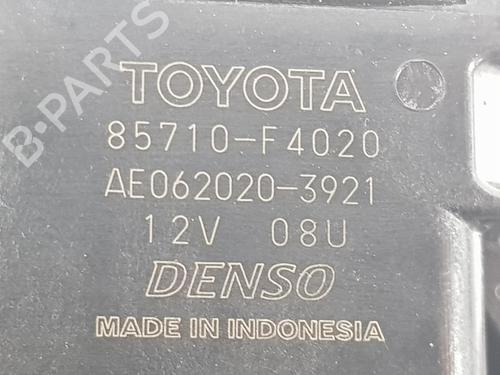 B-PARTS
TOYOTA
85710-F4020
AE062020-3921
12V 08U
DENSO
MADE IN INDONESIA